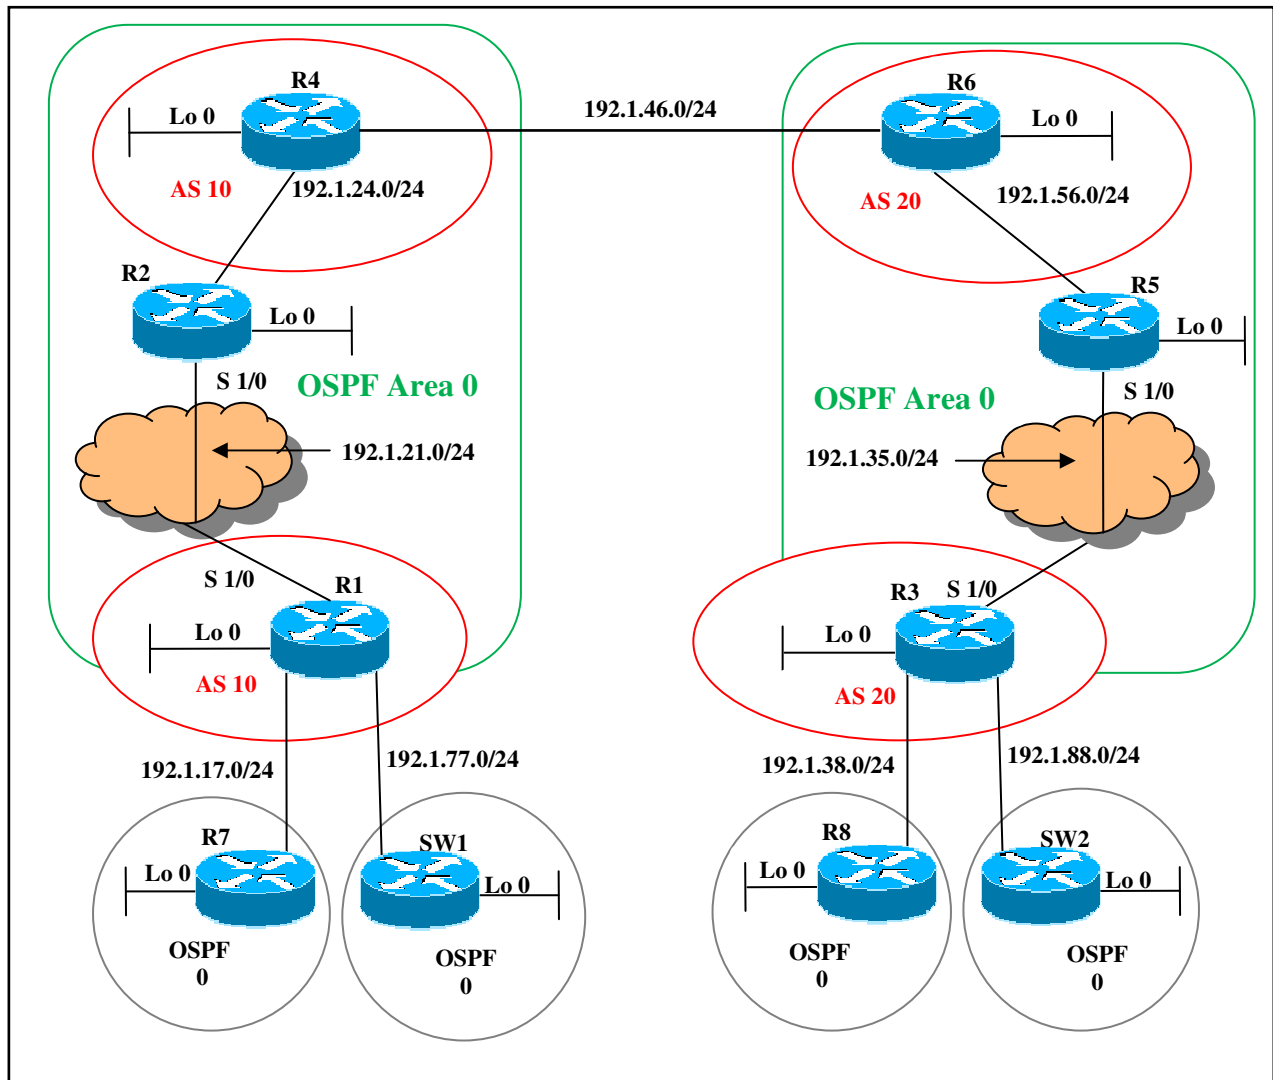 R4
R6
192.1.46.0/24
Lo 0
Lo 0
AS 10
192.1.24.0/24
AS 20
192.1.56.0/24
R2
R5
Lo 0
Lo 0
S 1/0
OSPF Area 0
S 1/0
OSPF Area 0
192.1.21.0/24
192.1.35.0/24
S 1/0
R1
R3
S 1/0
Lo 0
Lo 0
AS 10
AS 20
192.1.17.0/24
192.1.77.0/24
192.1.38.0/24
192.1.88.0/24
R7
SW1
R8
SW2
Lo 0
Lo 0
Lo 0
Lo 0
OSPF
0
OSPF
0
OSPF
0
OSPF
0